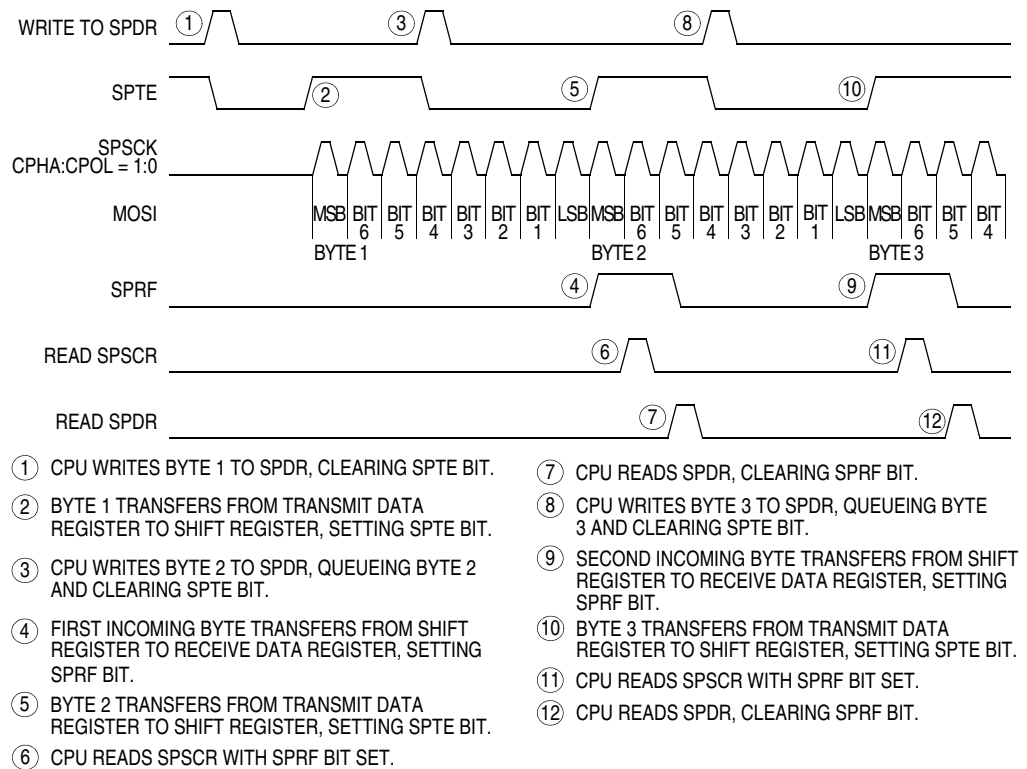 WRITE TO SPDR
1
3
8
SPTE
2
5
10
SPSCK
CPHA:CPOL = 1:0
MOSI
MSB BIT BIT BIT BIT BIT BIT LSB MSB BIT BIT BIT BIT BIT BIT LSB MSB BIT BIT BIT
6 5 4 3 2 1 6 5 4 3 2 1 6 5 4
BYTE 1 BYTE 2 BYTE 3
SPRF
4
9
READ SPSCR
6
11
READ SPDR
7
12
1 CPU WRITES BYTE 1 TO SPDR, CLEARING SPTE BIT.
2 BYTE 1 TRANSFERS FROM TRANSMIT DATA
REGISTER TO SHIFT REGISTER, SETTING SPTE BIT.
3 CPU WRITES BYTE 2 TO SPDR, QUEUEING BYTE 2
AND CLEARING SPTE BIT.
4 FIRST INCOMING BYTE TRANSFERS FROM SHIFT
REGISTER TO RECEIVE DATA REGISTER, SETTING
SPRF BIT.
5 BYTE 2 TRANSFERS FROM TRANSMIT DATA
REGISTER TO SHIFT REGISTER, SETTING SPTE BIT.
6 CPU READS SPSCR WITH SPRF BIT SET.
7 CPU READS SPDR, CLEARING SPRF BIT.
8 CPU WRITES BYTE 3 TO SPDR, QUEUEING BYTE
3 AND CLEARING SPTE BIT.
9 SECOND INCOMING BYTE TRANSFERS FROM SHIFT
REGISTER TO RECEIVE DATA REGISTER, SETTING
SPRF BIT.
10 BYTE 3 TRANSFERS FROM TRANSMIT DATA
REGISTER TO SHIFT REGISTER, SETTING SPTE BIT.
11 CPU READS SPSCR WITH SPRF BIT SET.
12 CPU READS SPDR, CLEARING SPRF BIT.